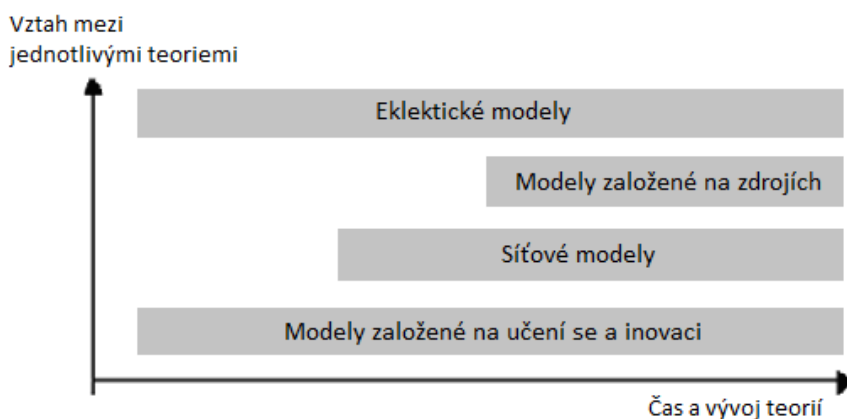 Vztah mezi
jednotlivými teoriemi
Eklektické modely
Modely založené na zdrojích
Síťové modely
Modely založené na učení se a inovaci
Čas a vývoj teorií